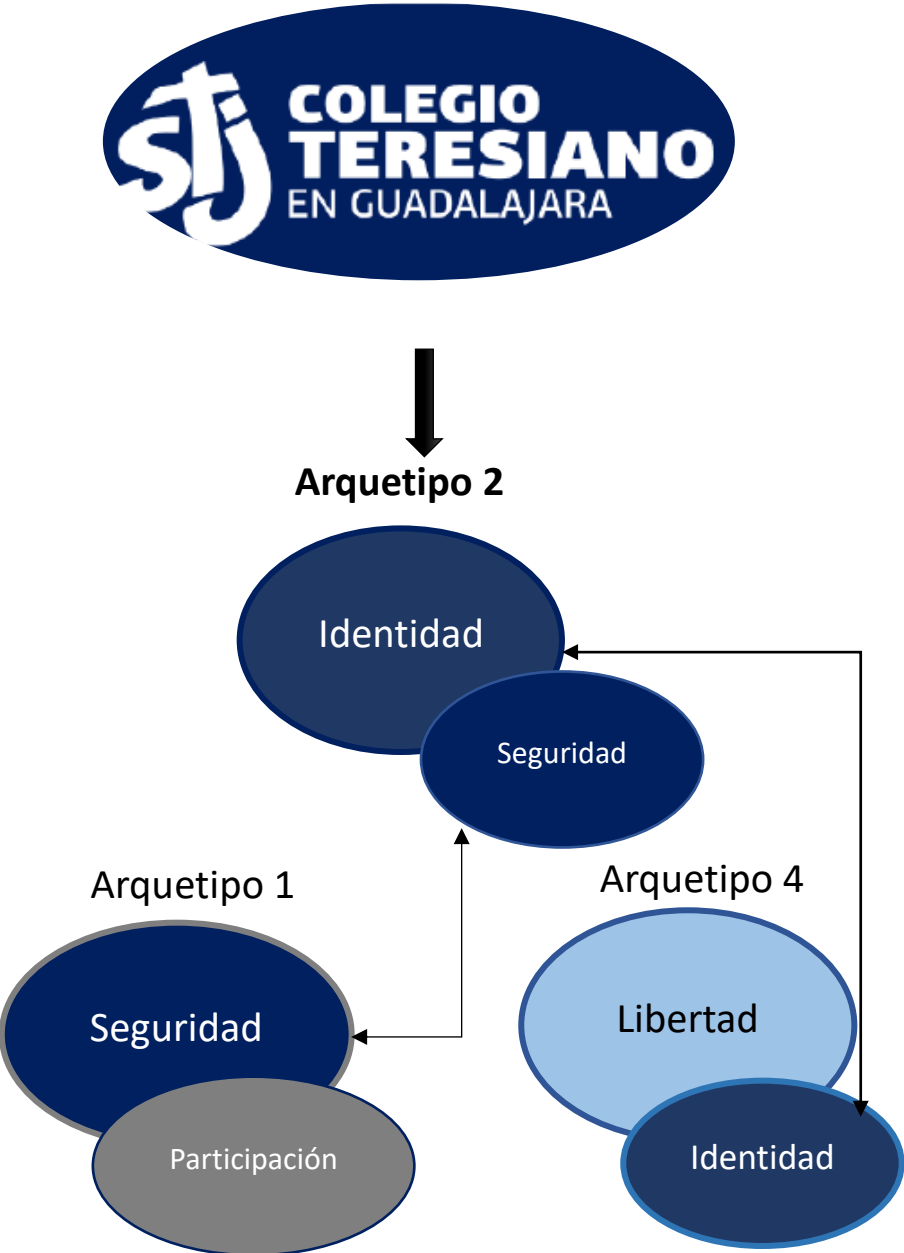 STJ
COLEGIO
TERESIANO
EN GUADALAJARA
Arquetipo 2
Identidad
Seguridad
Arquetipo 1
Seguridad
Participación
Arquetipo 4
Libertad
Identidad